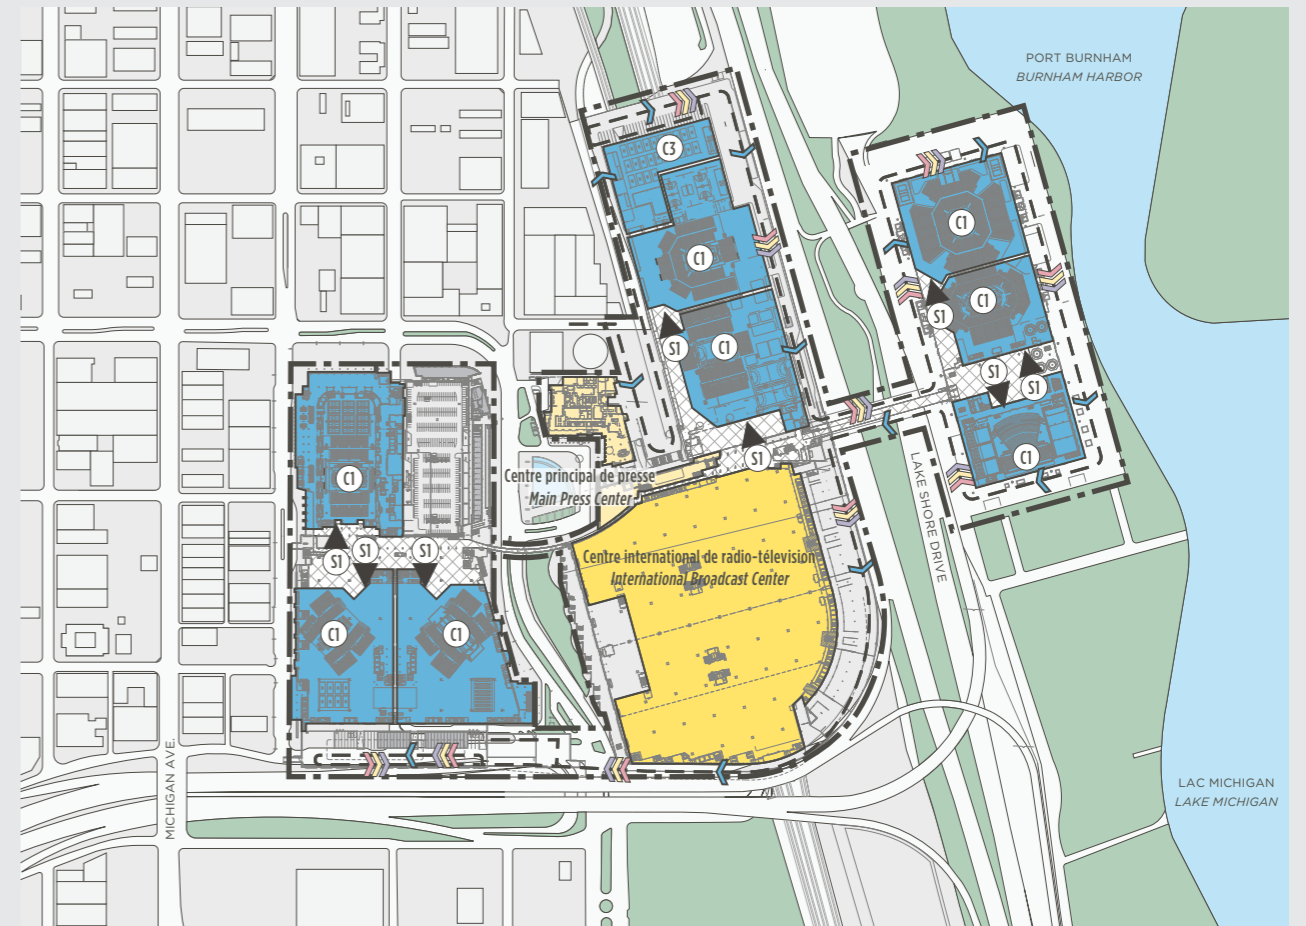 PORT BURNHAM
BURNHAM HARBOR
C3
C1
C1
C1
C1
S1
S1
S1
S1
C1
S1
C1
Centre principal de presse
Main Press Center
LAKE SHORE DRIVE
C1
S1
S1
S1
Centre international de radio-télévision
International Broadcast Center
C1
C1
MICHIGAN AVE.
LAC MICHIGAN
LAKE MICHIGAN